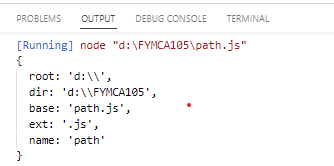 PROBLEMS OUTPUT DEBUG CONSOLE TERMINAL
[Running] node "d:\FYMCA105\path.js"
{
  root: 'd:\\',
  dir: 'd:\\FYMCA105',
  base: 'path.js',
  ext: '.js',
  name: 'path'
}